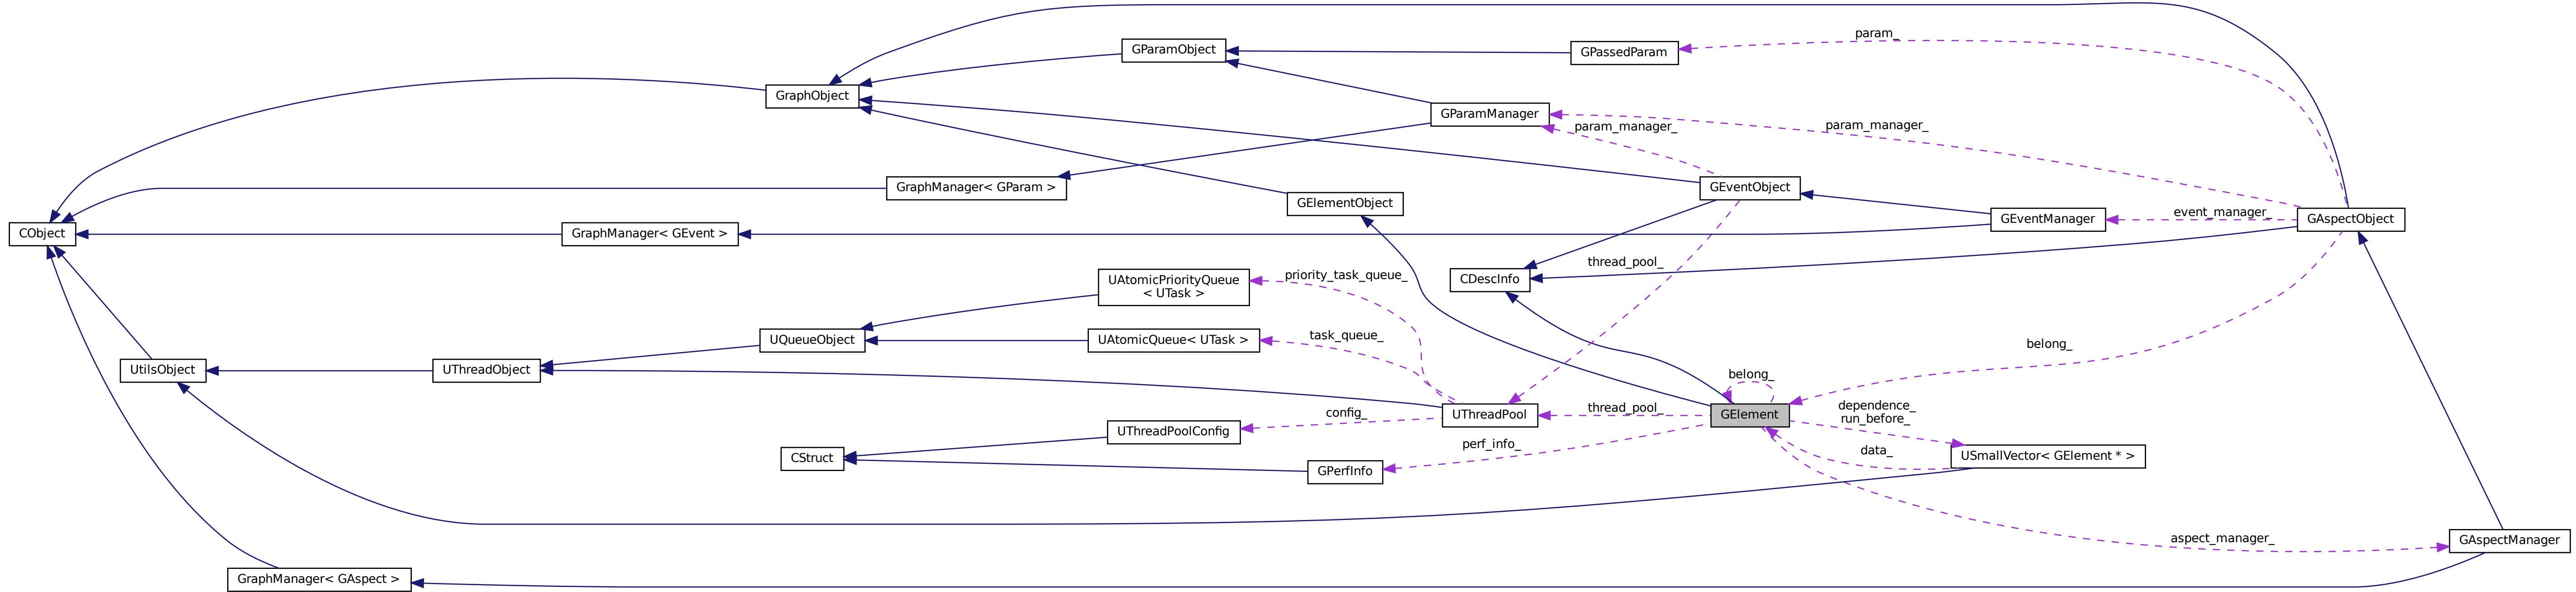 param_
GParamObject
GPassedParam
GraphObject
GParamManager
param_manager_
param_manager_
GraphManager< GParam >
GEventObject
GElementObject
event_manager_
GEventManager
GAspectObject
CObject
GraphManager< GEvent >
thread_pool_
UAtomicPriorityQueue
< UTask >
priority_task_queue_
CDescInfo
task_queue_
UQueueObject
UAtomicQueue< UTask >
belong_
UtilsObject
UThreadObject
belong_
config_
UThreadPool
thread_pool_
GElement
dependence_
run_before_
UThreadPoolConfig
perf_info_
data_
CStruct
GPerfInfo
USmallVector< GElement * >
aspect_manager_
GAspectManager
GraphManager< GAspect >